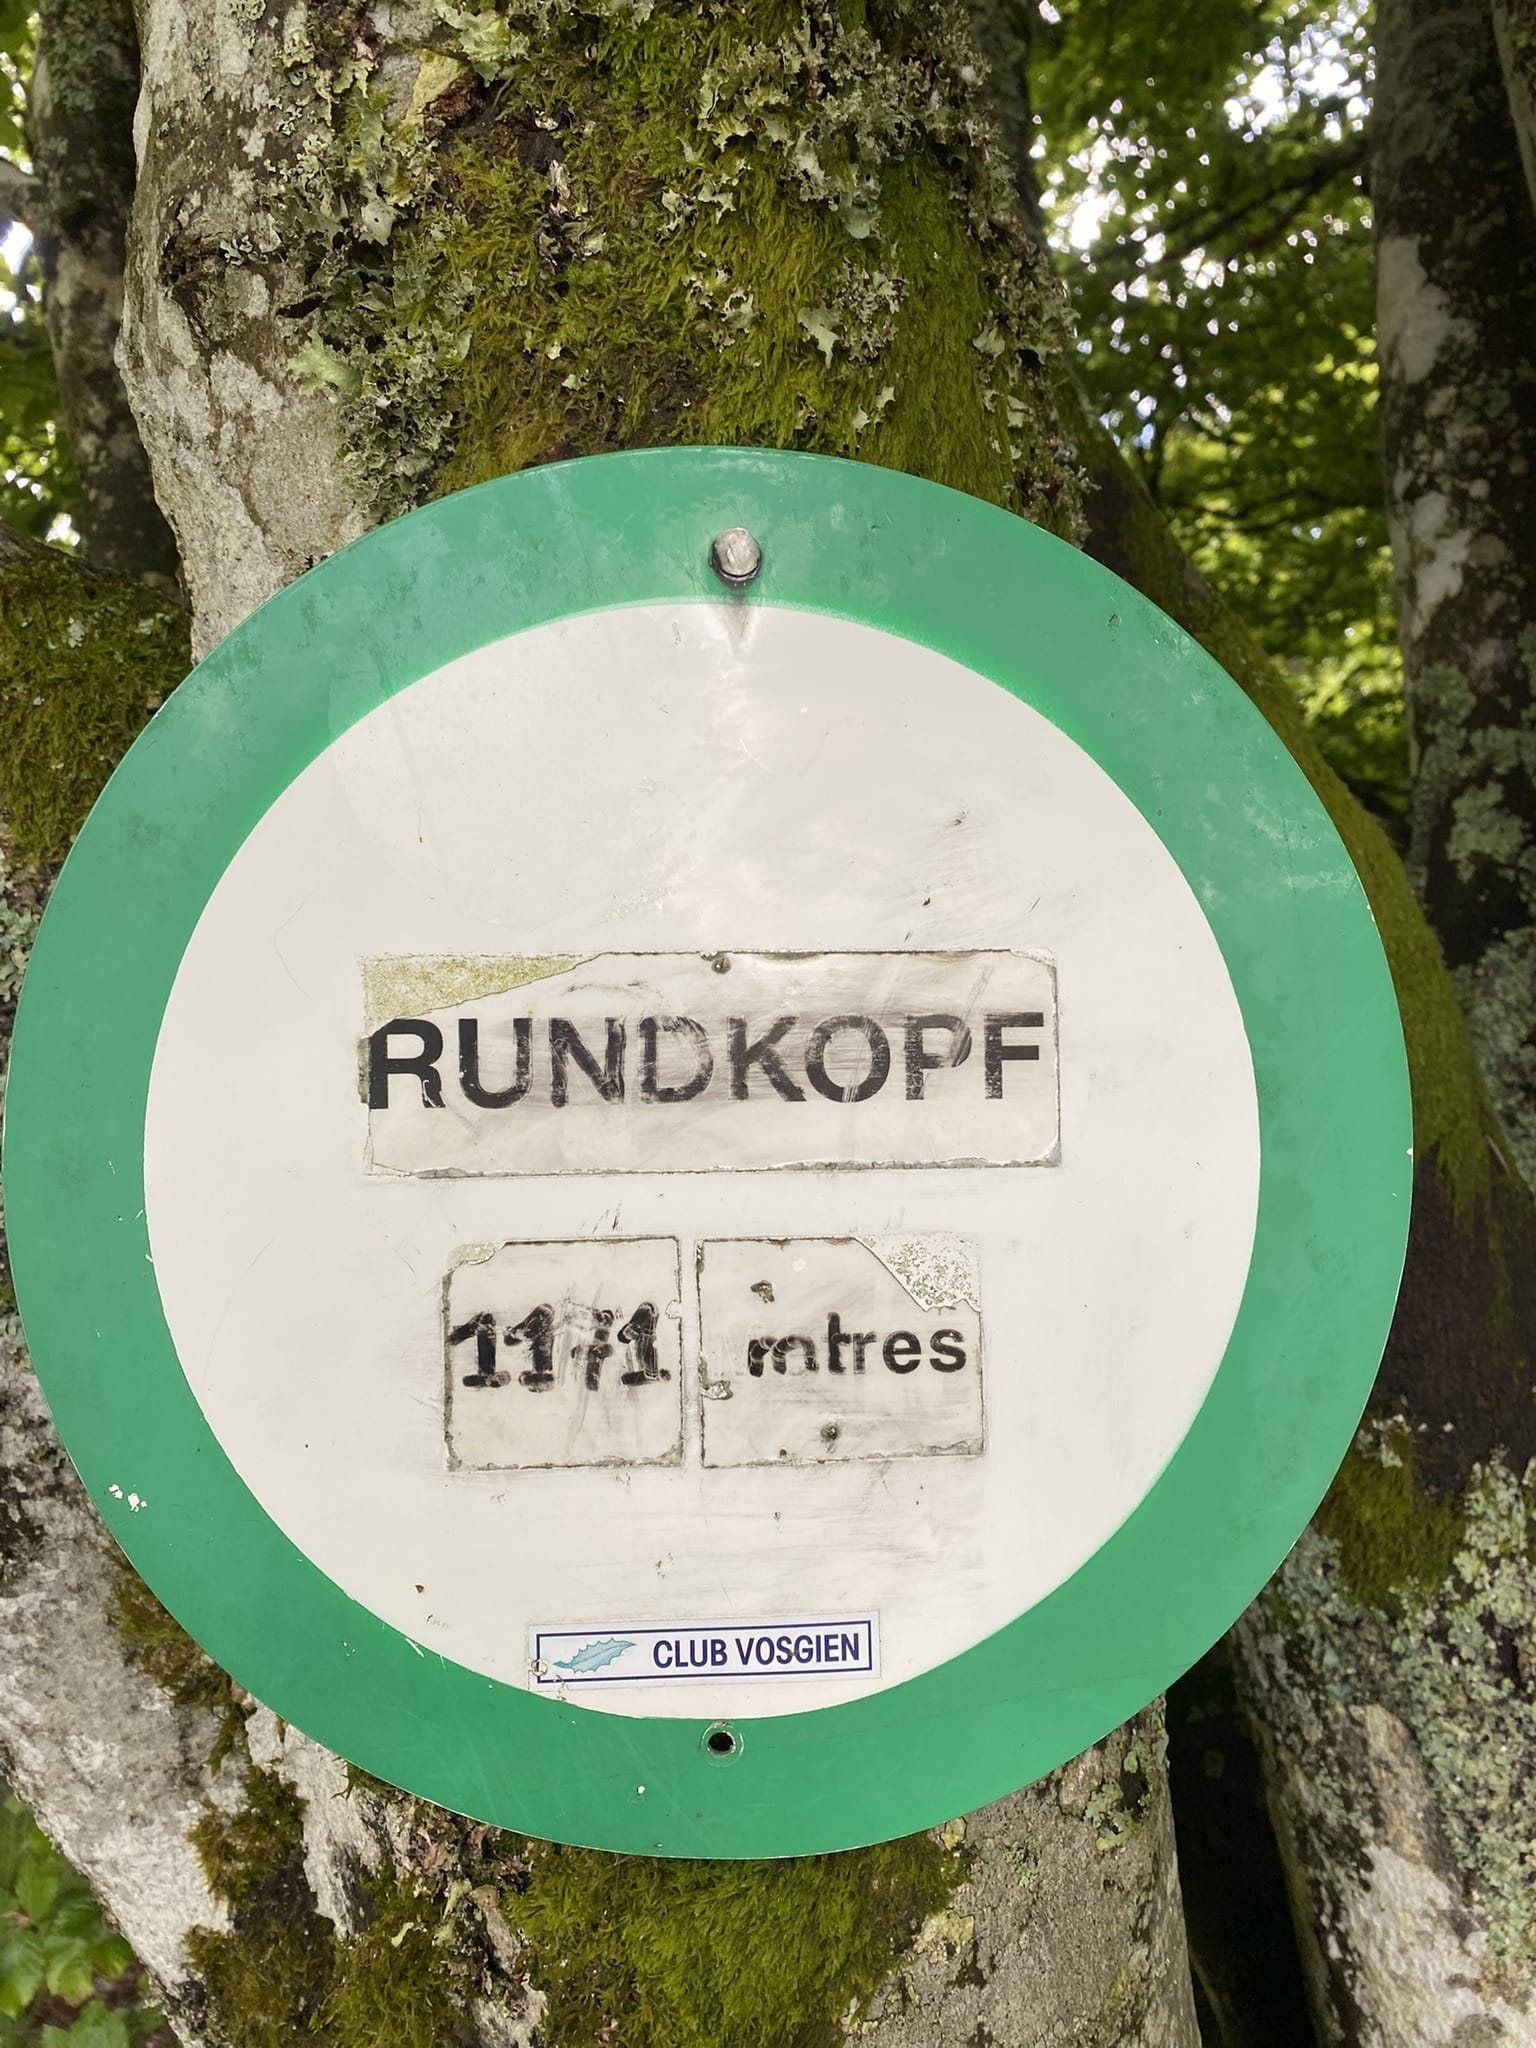 RUNDKOPF
1171 mtres
CLUB VOSGIEN